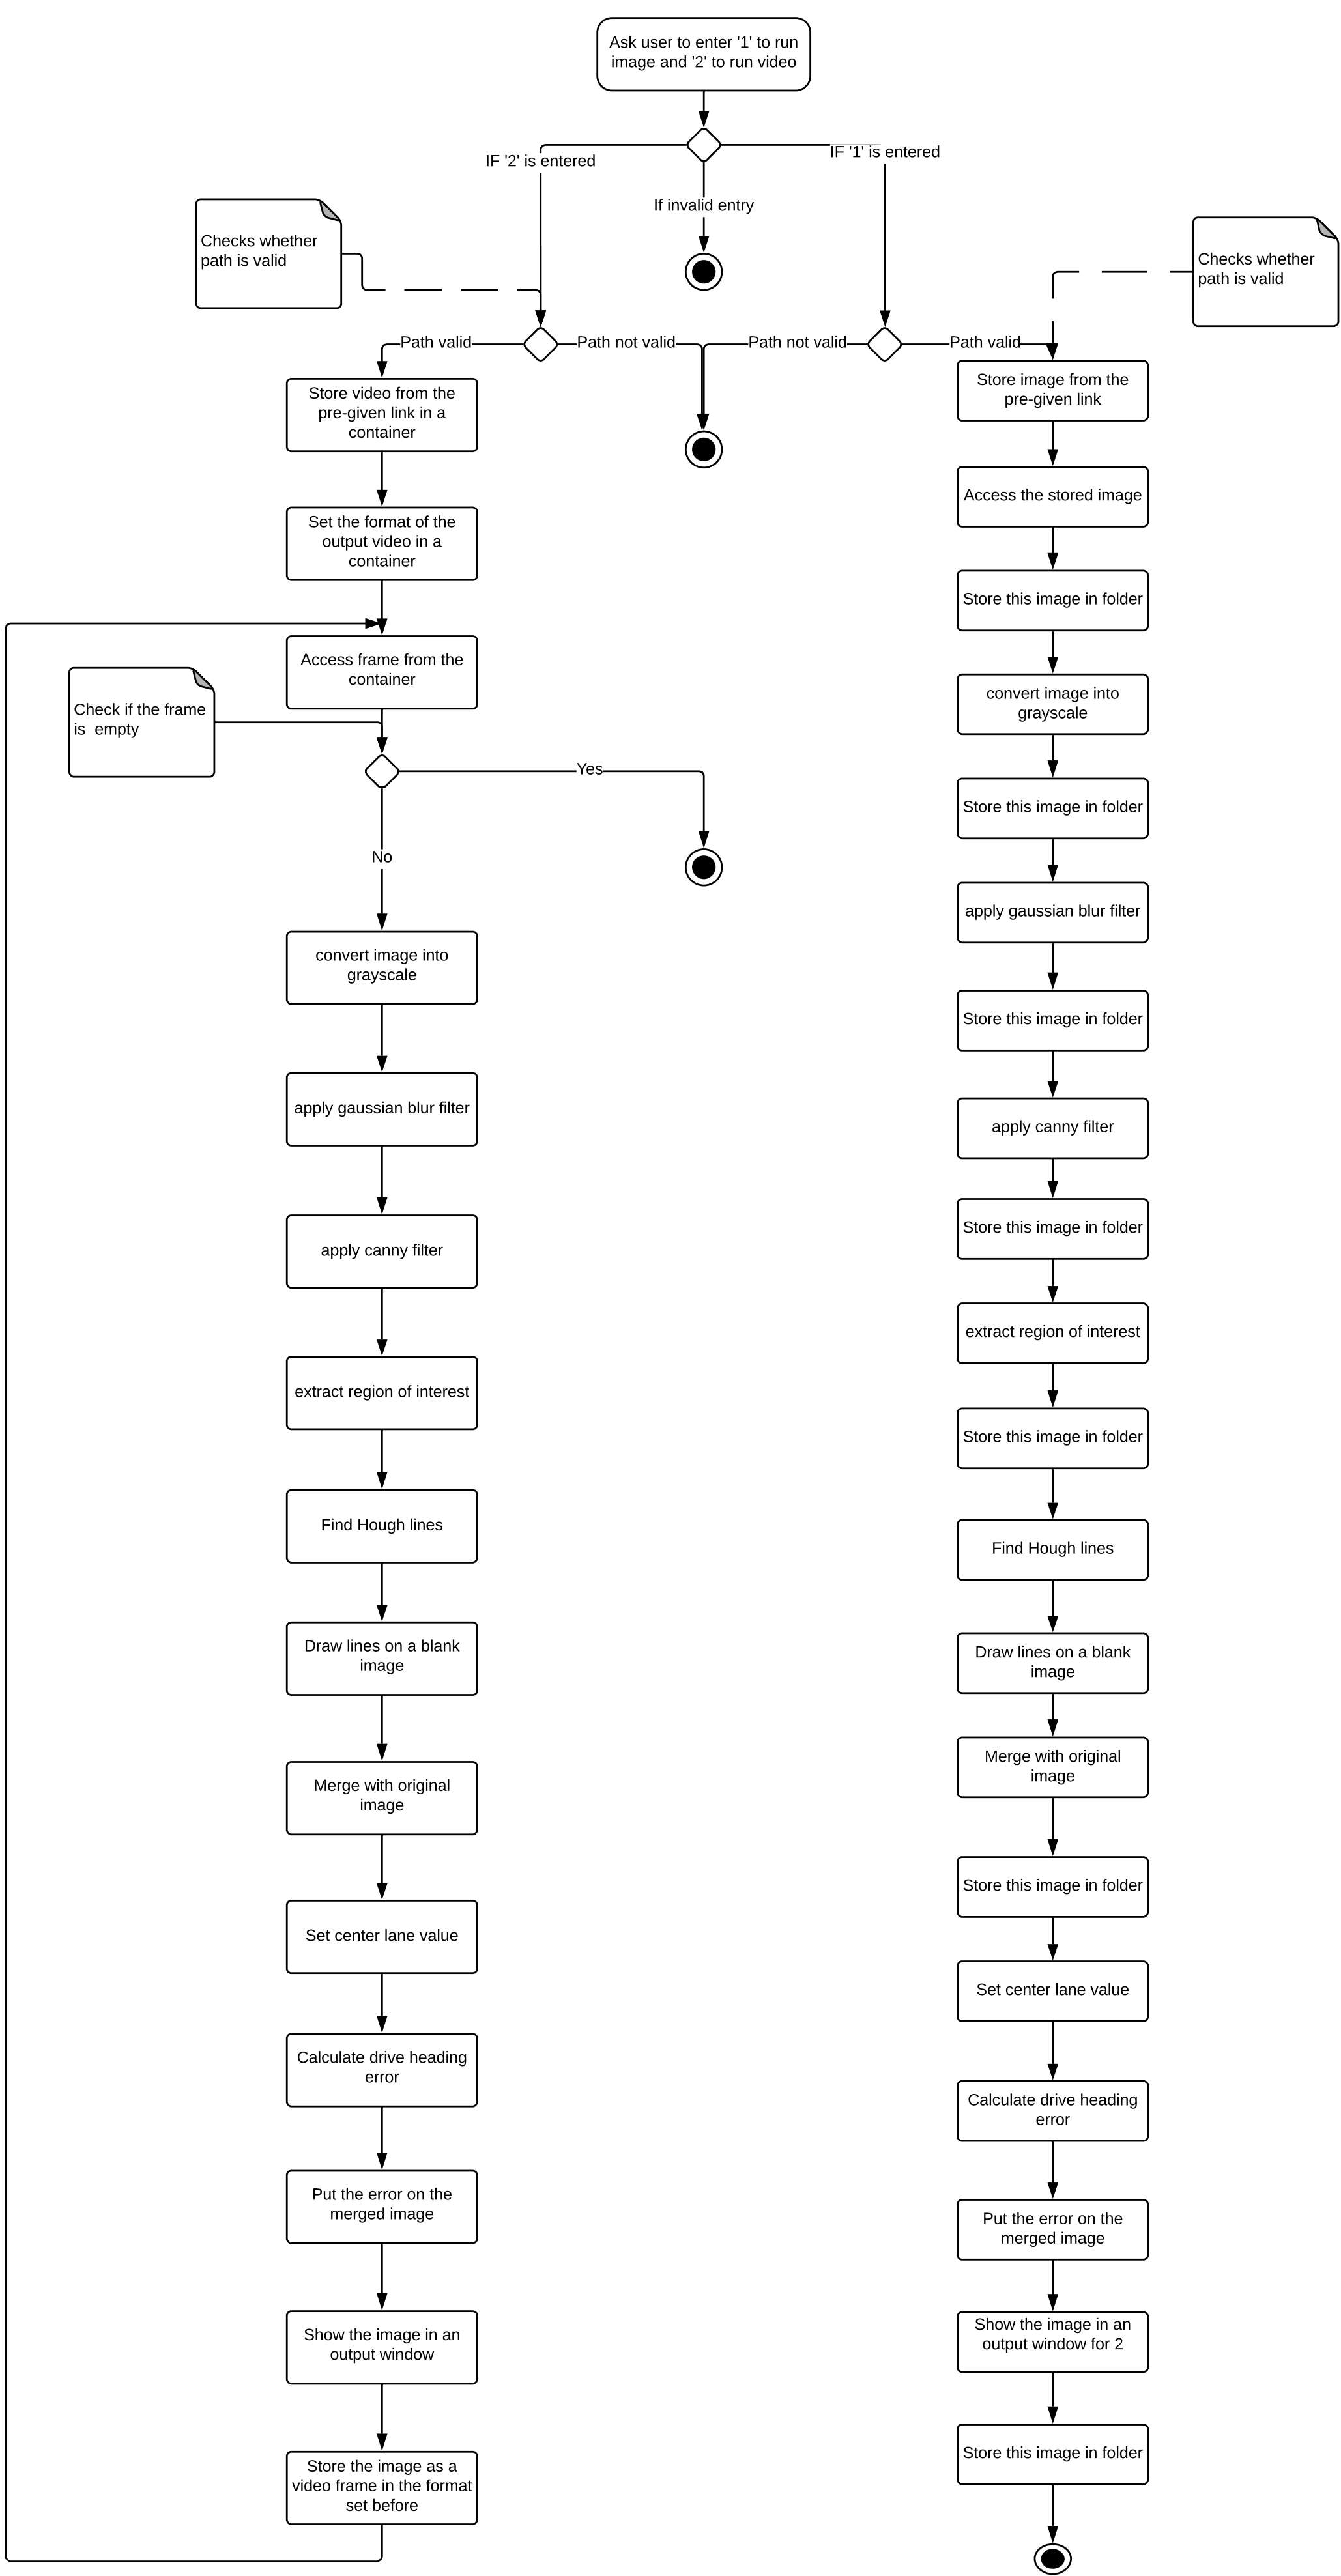 Ask user to enter '1' to run
image and '2' to run video
IF '2' is entered
IF '1' is entered
If invalid entry
Checks whether
path is valid
Checks whether
path is valid
Path valid
Path not valid
Path not valid
Path valid
Store video from the
pre-given link in a
container
Set the format of the
output video in a
container
Access frame from the
container
Check if the frame
is  empty
Yes
No
convert image into
grayscale
apply gaussian blur filter
apply canny filter
extract region of interest
Find Hough lines
Draw lines on a blank
image
Merge with original
image
Set center lane value
Calculate drive heading
error
Put the error on the
merged image
Show the image in an
output window
Store the image as a
video frame in the format
set before
Store image from the
pre-given link
Access the stored image
Store this image in folder
convert image into
grayscale
Store this image in folder
apply gaussian blur filter
Store this image in folder
apply canny filter
Store this image in folder
extract region of interest
Store this image in folder
Find Hough lines
Draw lines on a blank
image
Merge with original
image
Store this image in folder
Set center lane value
Calculate drive heading
error
Put the error on the
merged image
Show the image in an
output window for 2
Store this image in folder